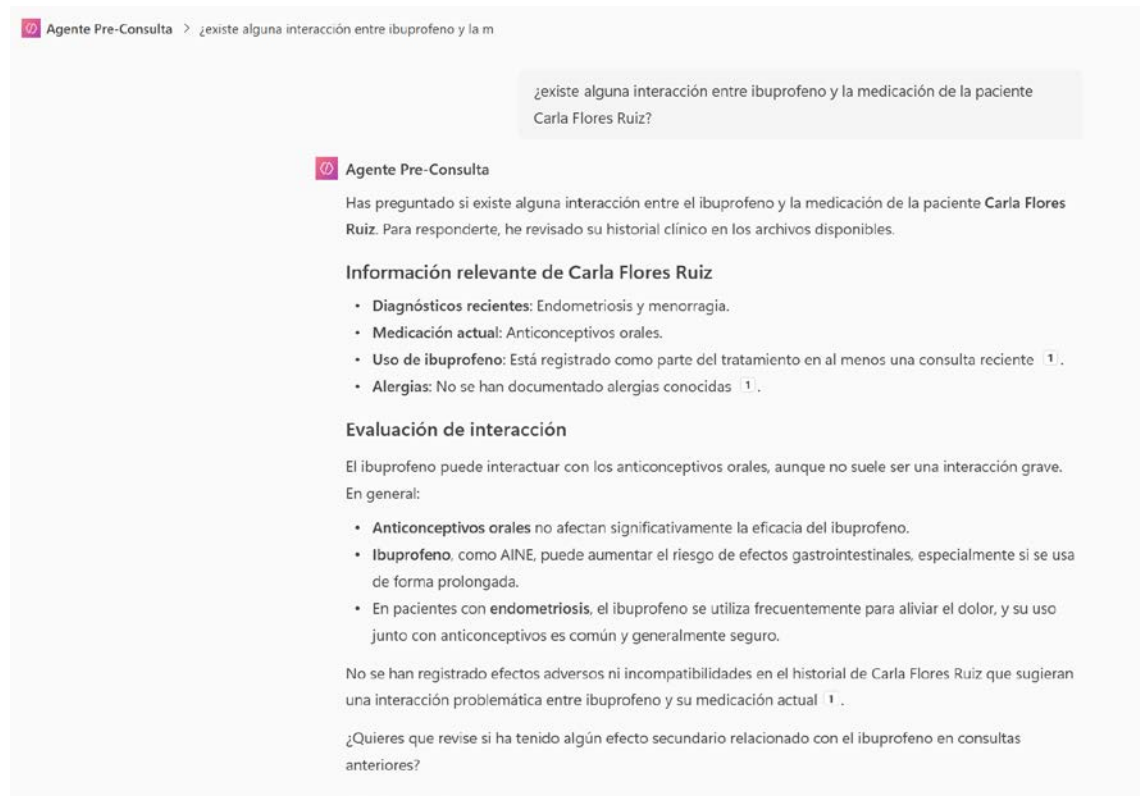 Agente Pre-Consulta > ¿existe alguna interacción entre ibuprofeno y la m
¿existe alguna interacción entre ibuprofeno y la medicación de la paciente
Carla Flores Ruiz?
Agente Pre-Consulta
Has preguntado si existe alguna interacción entre el ibuprofeno y la medicación de la paciente Carla Flores
Ruiz. Para responderte, he revisado su historial clínico en los archivos disponibles.
Información relevante de Carla Flores Ruiz
• Diagnósticos recientes: Endometriosis y menorragia.
• Medicación actual: Anticonceptivos orales.
• Uso de ibuprofeno: Está registrado como parte del tratamiento en al menos una consulta reciente 1 .
• Alergias: No se han documentado alergias conocidas 1 .
Evaluación de interacción
El ibuprofeno puede interactuar con los anticonceptivos orales, aunque no suele ser una interacción grave.
En general:
• Anticonceptivos orales no afectan significativamente la eficacia del ibuprofeno.
• Ibuprofeno, como AINE, puede aumentar el riesgo de efectos gastrointestinales, especialmente si se usa
de forma prolongada.
• En pacientes con endometriosis, el ibuprofeno se utiliza frecuentemente para aliviar el dolor, y su uso
junto con anticonceptivos es común y generalmente seguro.
No se han registrado efectos adversos ni incompatibilidades en el historial de Carla Flores Ruiz que sugieran
una interacción problemática entre ibuprofeno y su medicación actual 1 .
¿Quieres que revise si ha tenido algún efecto secundario relacionado con el ibuprofeno en consultas
anteriores?